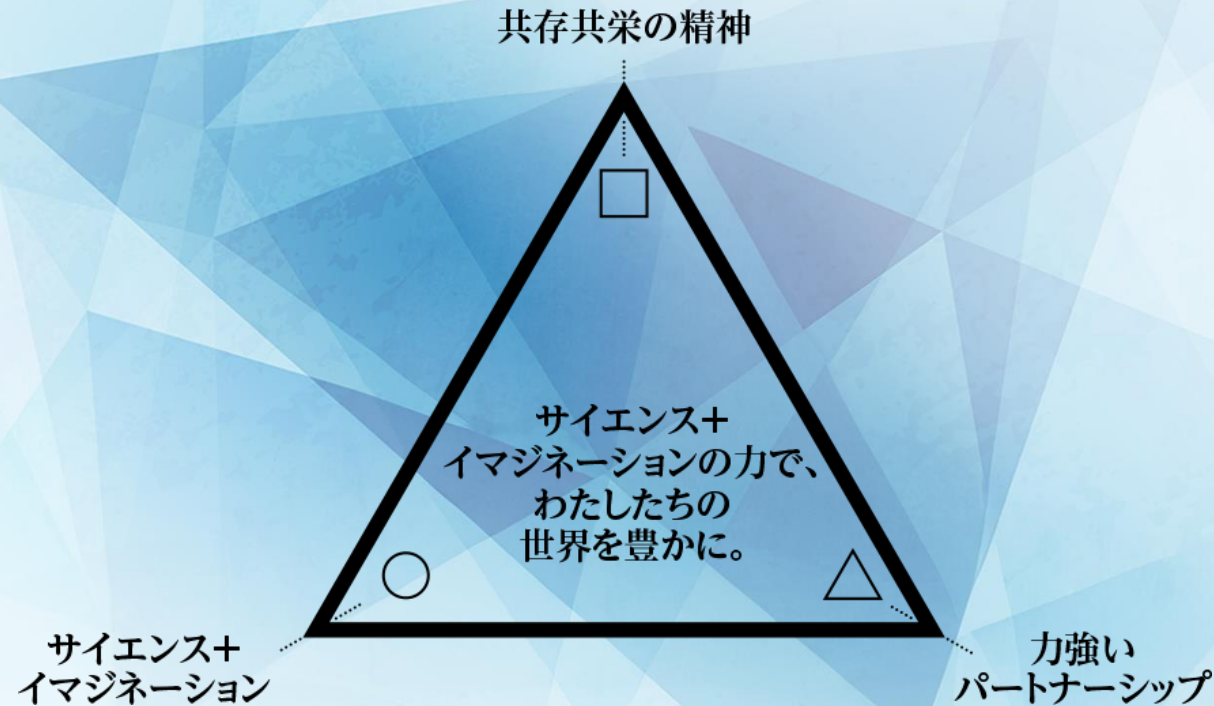 共存共栄の精神
サイエンス+
イマジネーションの力で、
わたしたちの
世界を豊かに。
サイエンス+
イマジネーション
力強い
パートナーシップ